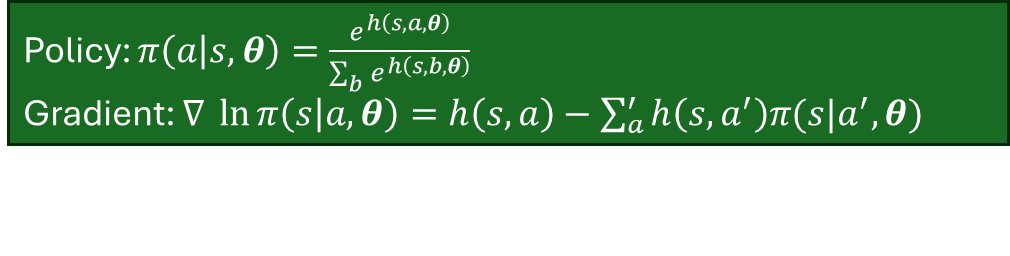 Policy: π(a|s, θ) = e^{h(s,a,θ)} / ∑_b e^{h(s,b,θ)}
Gradient: ∇ ln π(s|a, θ) = h(s, a) − ∑′_a h(s, a′)π(s|a′, θ)